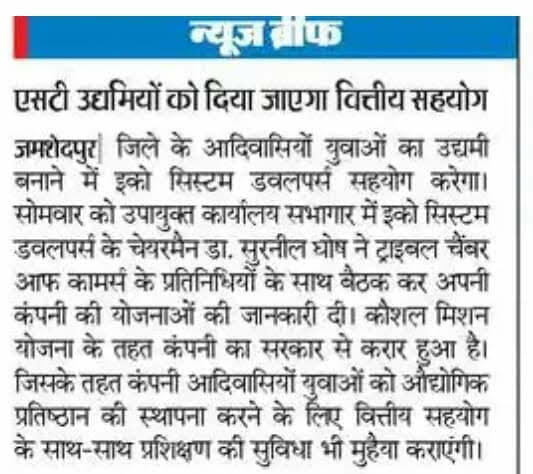 न्यूज ब्रीफ
एसटी उद्यमियों को दिया जाएगा वित्तीय सहयोग
जमशेदपुर| जिले के आदिवासियों युवाओं का उद्यमी
बनाने में इको सिस्टम डवलपर्स सहयोग करेगा।
सोमवार को उपायुक्त कार्यालय सभागार में इको सिस्टम
डवलपर्स के चेयरमैन डा. सुरनील घोष ने ट्राइबल चैंबर
आफ कामर्स के प्रतिनिधियों के साथ बैठक कर अपनी
कंपनी की योजनाओं की जानकारी दी। कौशल मिशन
योजना के तहत कंपनी का सरकार से करार हुआ है।
जिसके तहत कंपनी आदिवासियों युवाओं को औद्योगिक
प्रतिष्ठान की स्थापना करने के लिए वित्तीय सहयोग
के साथ-साथ प्रशिक्षण की सुविधा भी मुहैया कराएंगी।